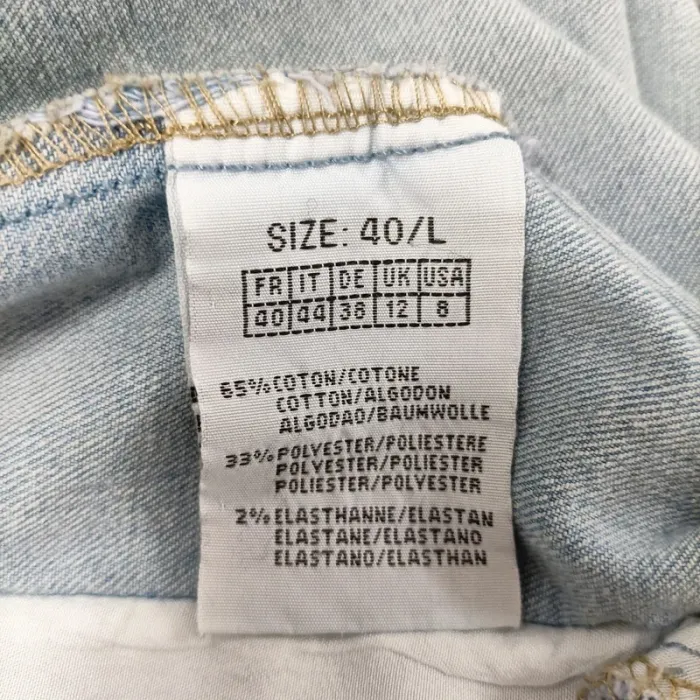 SIZE: 40/L
FR IT DE UK USA
40 44 38 12 8
65% COTON/COTONE
COTTON/ALGODON
ALGODAO/BAUMWOLLE
33% POLYESTER/POLIESTERE
POLYESTER/POLIESTER
POLIESTER/POLYESTER
2% ELASTHANNE/ELASTAN
ELASTANE/ELASTANO
ELASTANO/ELASTHAN